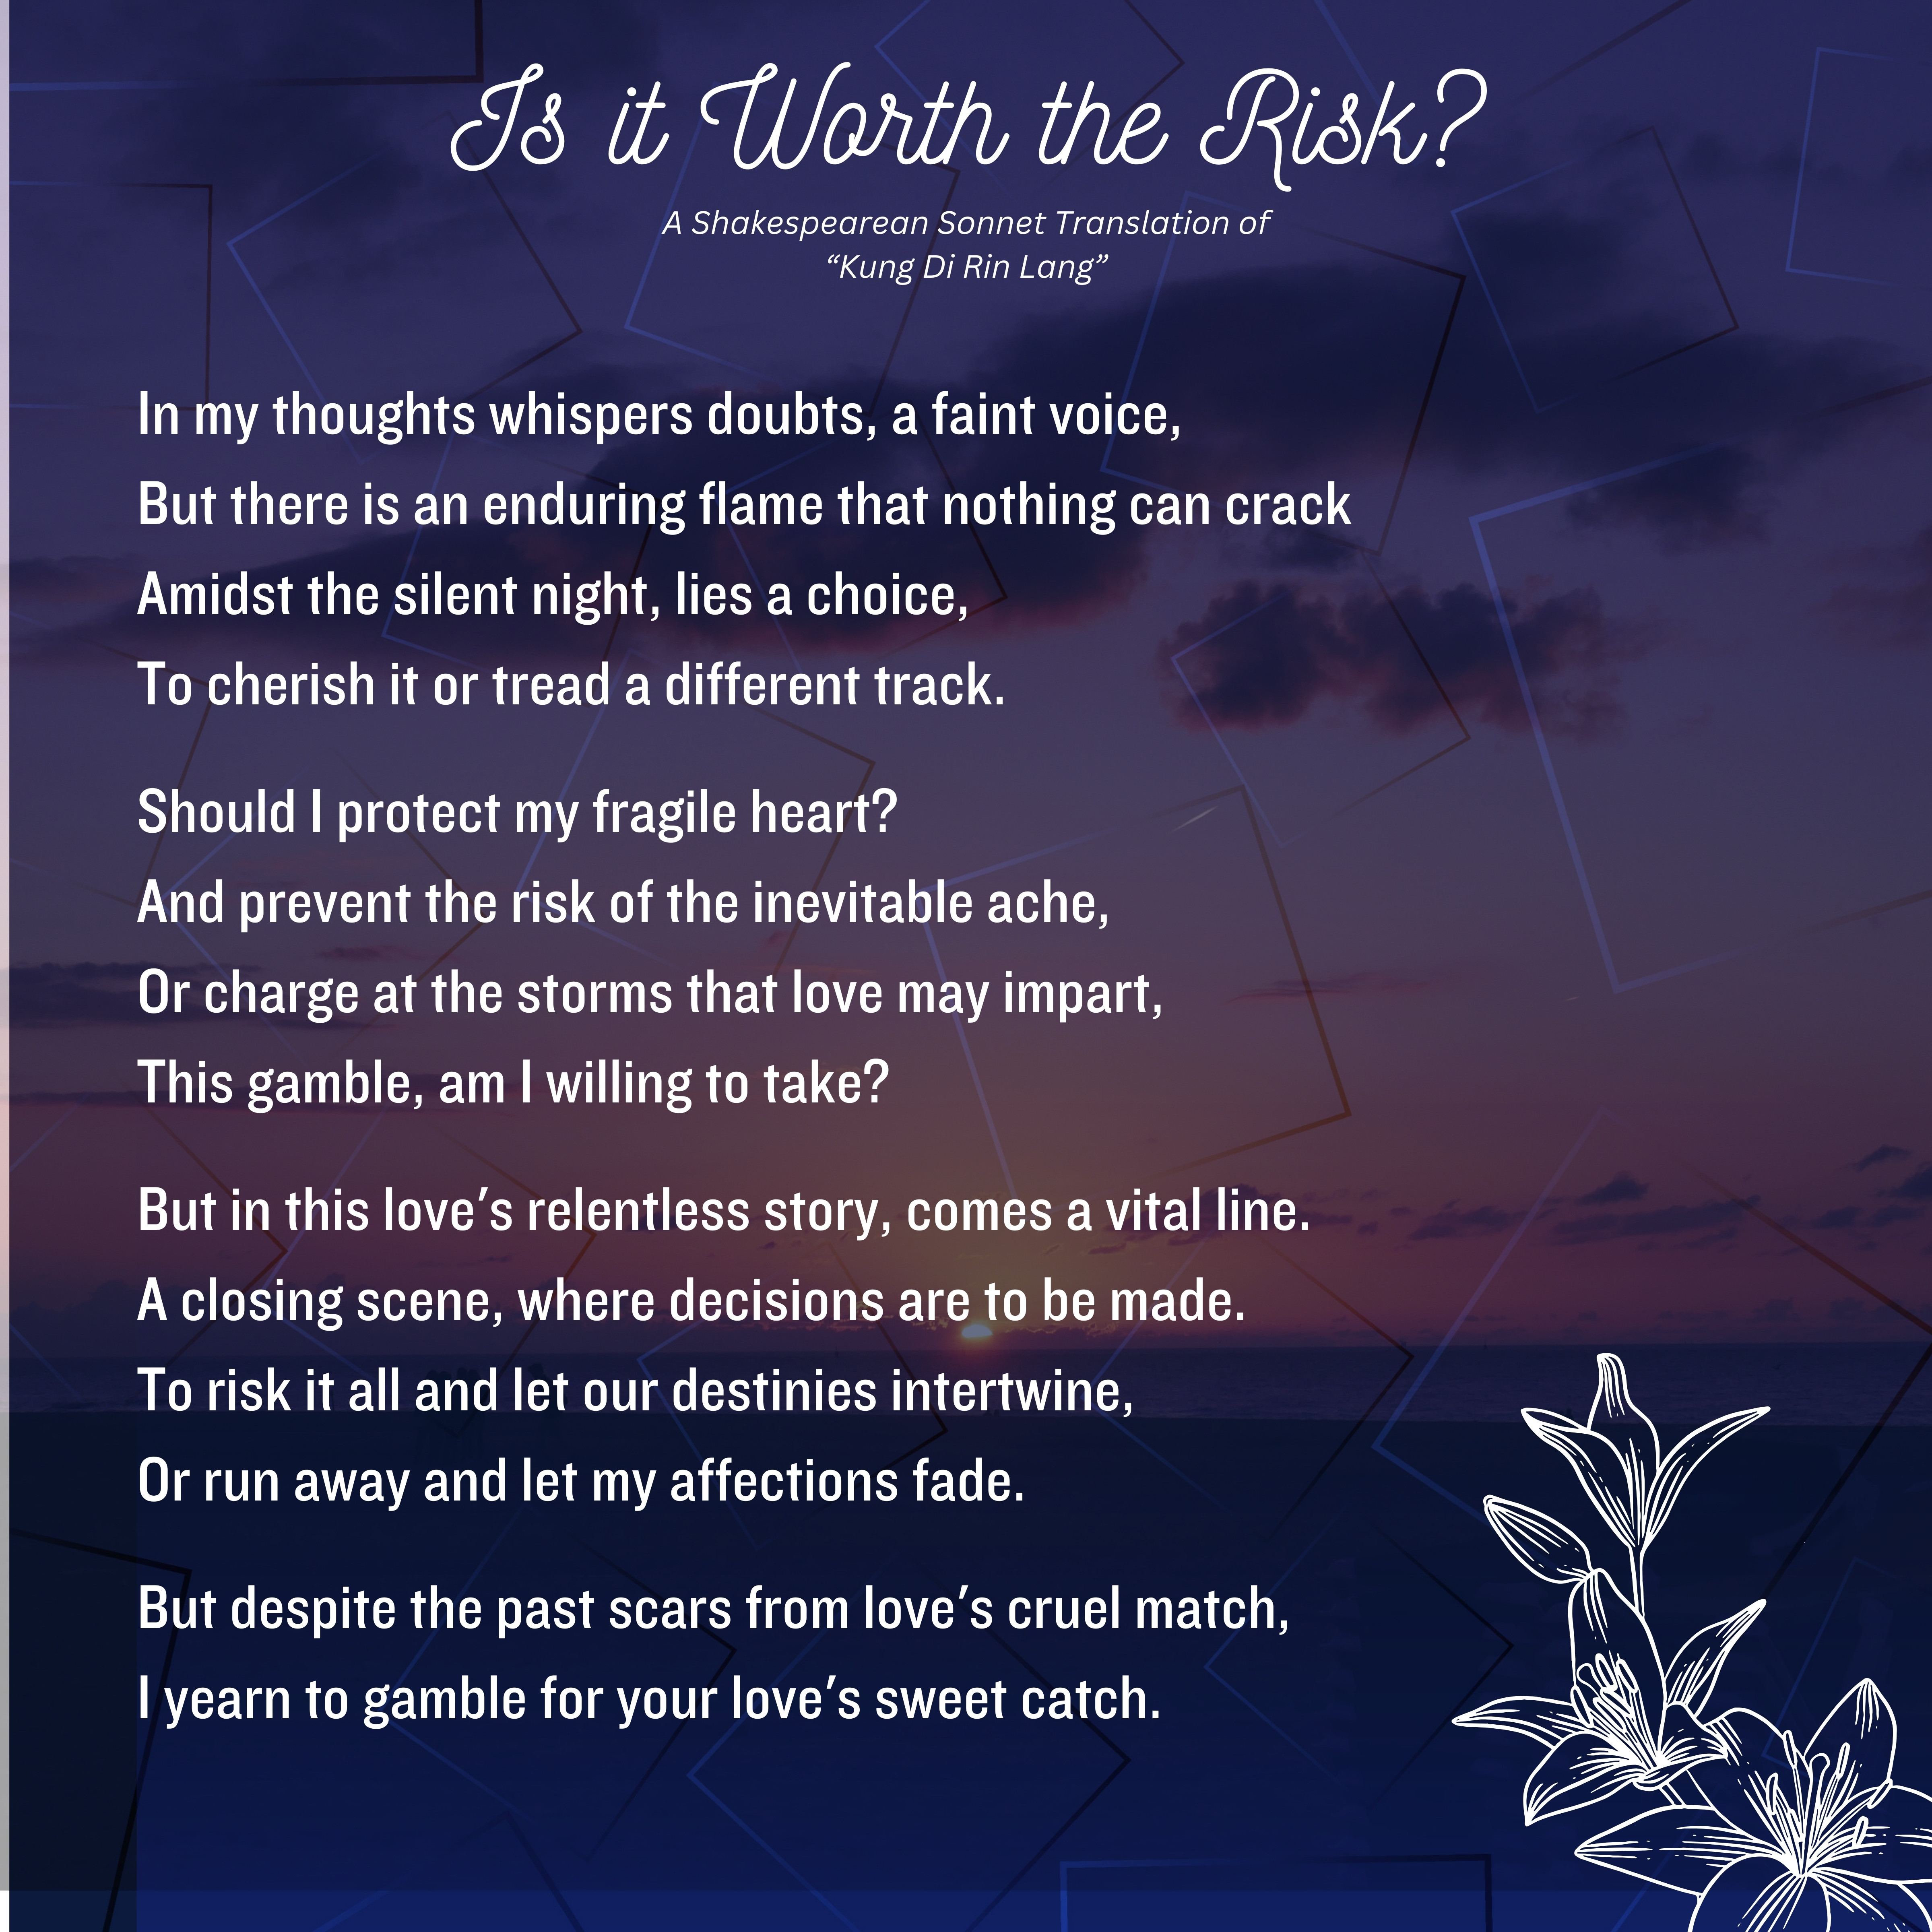 Is it Worth the Risk?
A Shakespearean Sonnet Translation of
“Kung Di Rin Lang”
In my thoughts whispers doubts, a faint voice,
But there is an enduring flame that nothing can crack
Amidst the silent night, lies a choice,
To cherish it or tread a different track.
Should I protect my fragile heart?
And prevent the risk of the inevitable ache,
Or charge at the storms that love may impart,
This gamble, am I willing to take?
But in this love's relentless story, comes a vital line.
A closing scene, where decisions are to be made.
To risk it all and let our destinies intertwine,
Or run away and let my affections fade.
But despite the past scars from love's cruel match,
I yearn to gamble for your love's sweet catch.